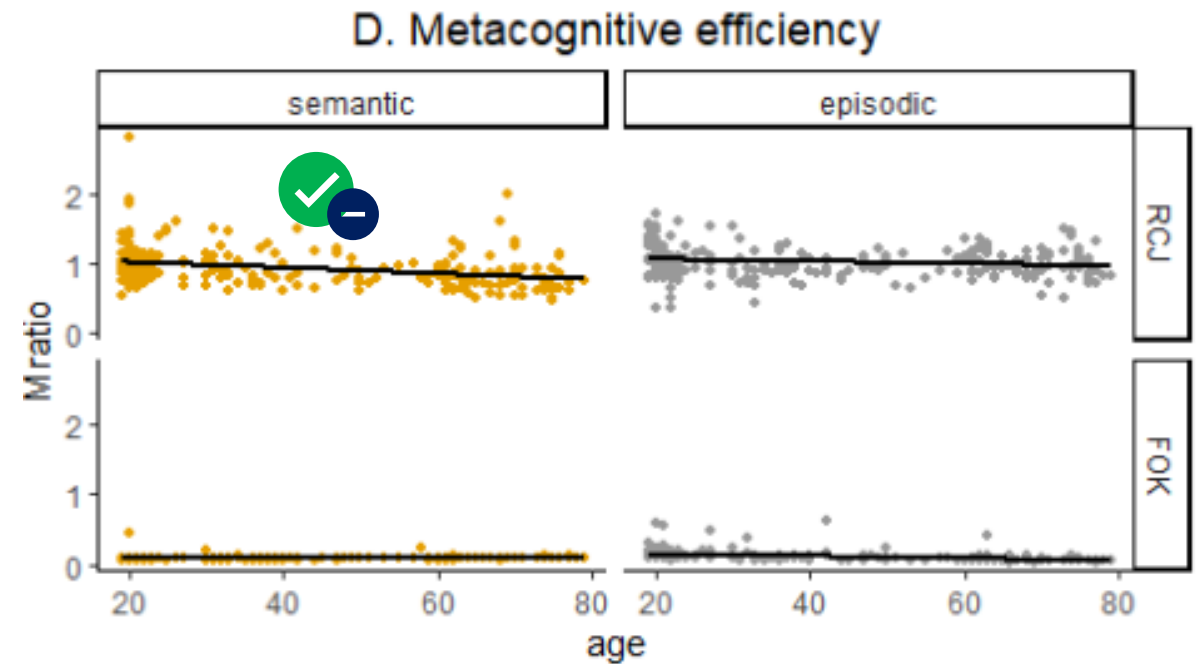 D. Metacognitive efficiency
semantic
episodic
2
1
0
RCJ
M ratio
2
1
0
FOK
20 40 60 80
20 40 60 80
age